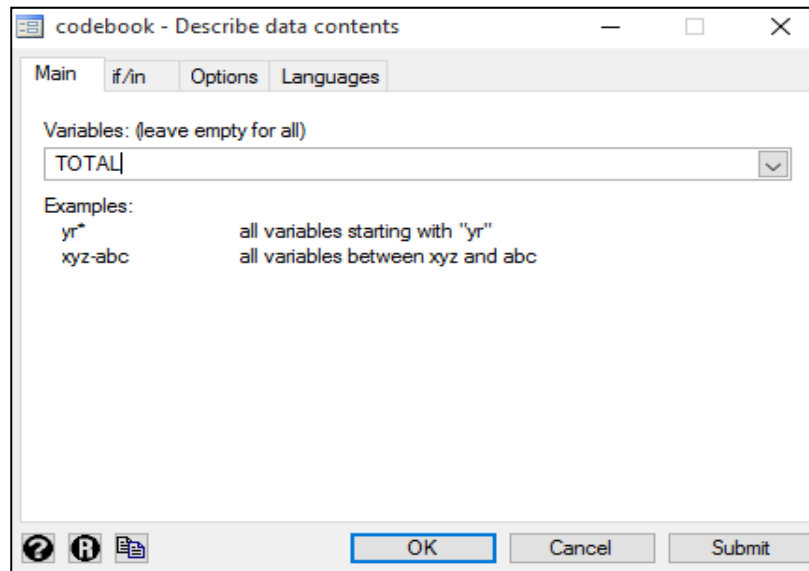 codebook - Describe data contents
Main if/in Options Languages
Variables: (leave empty for all)
TOTAL
Examples:
yr* all variables starting with "yr"
xyz-abc all variables between xyz and abc
? R OK Cancel Submit